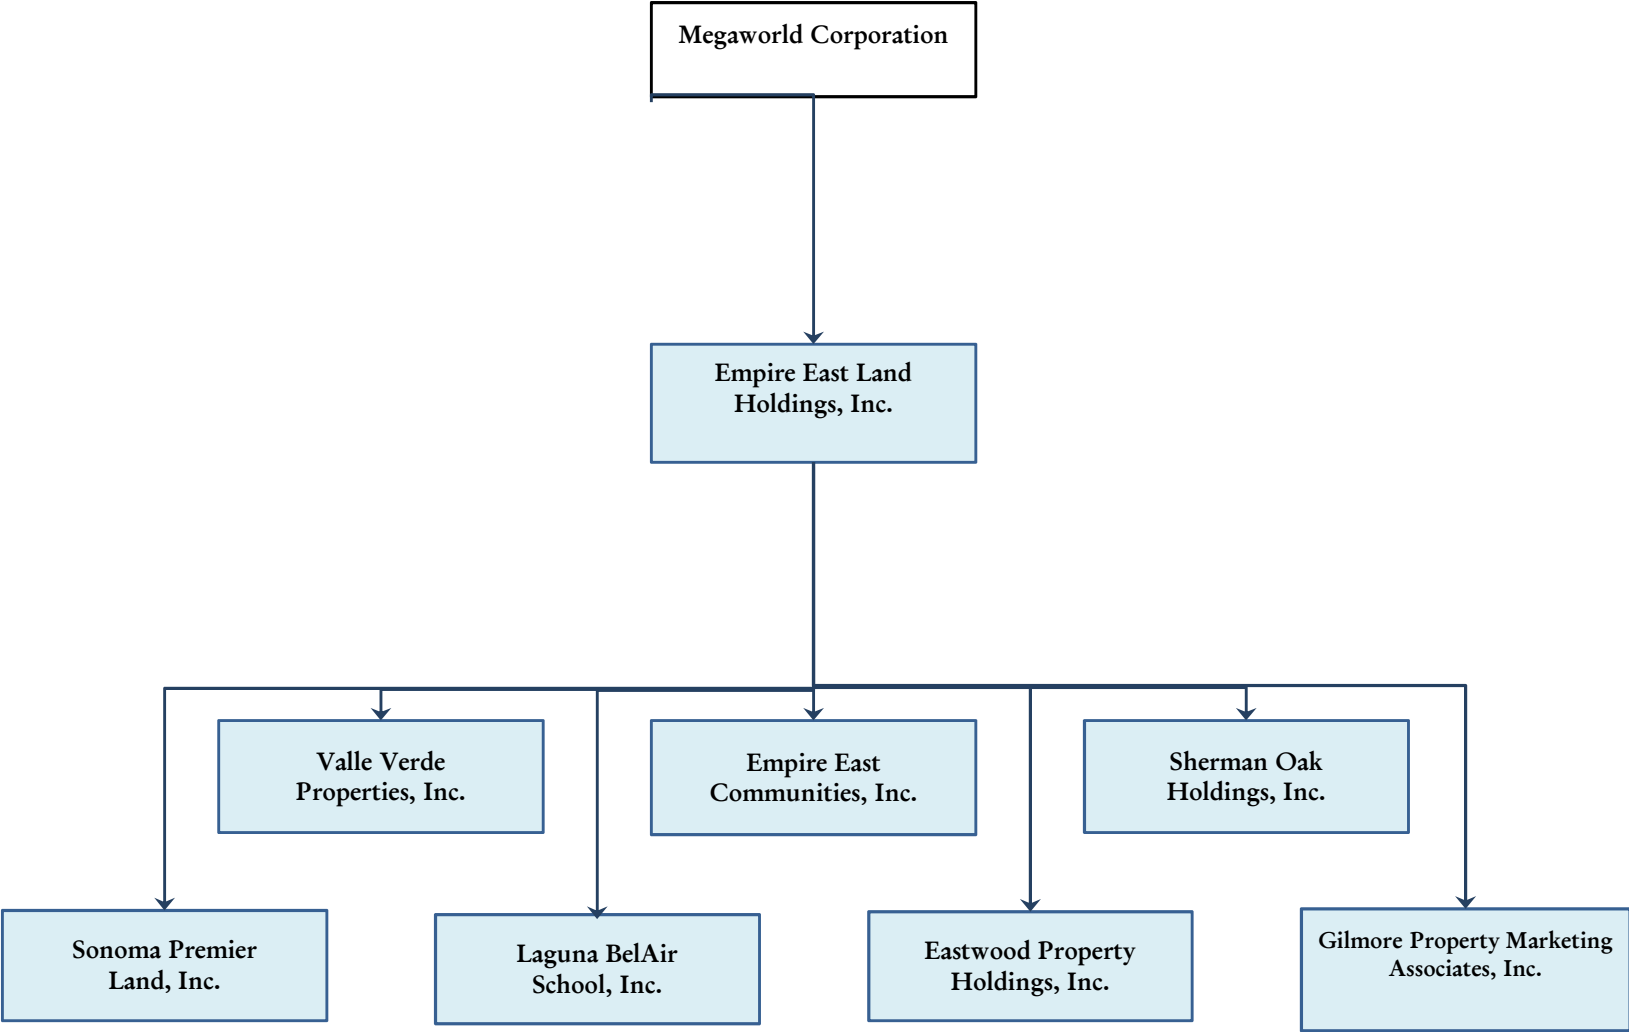 Megaworld Corporation
Empire East Land
Holdings, Inc.
Valle Verde
Properties, Inc.
Empire East
Communities, Inc.
Sherman Oak
Holdings, Inc.
Sonoma Premier
Land, Inc.
Laguna BelAir
School, Inc.
Eastwood Property
Holdings, Inc.
Gilmore Property Marketing
Associates, Inc.